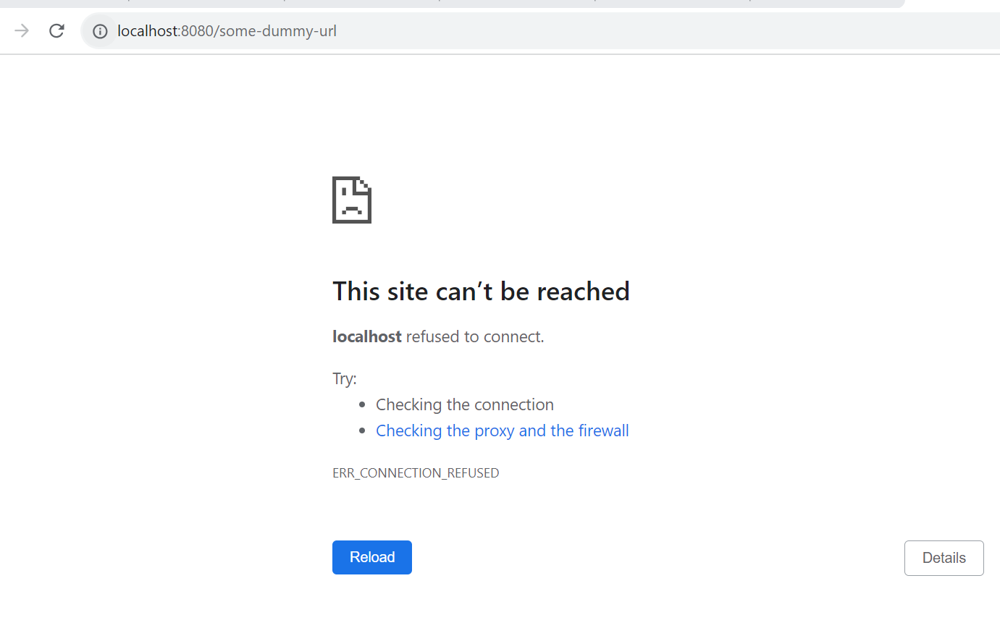 localhost:8080/some-dummy-url
This site can’t be reached
localhost refused to connect.
Try:
Checking the connection
Checking the proxy and the firewall
ERR_CONNECTION_REFUSED
Reload
Details